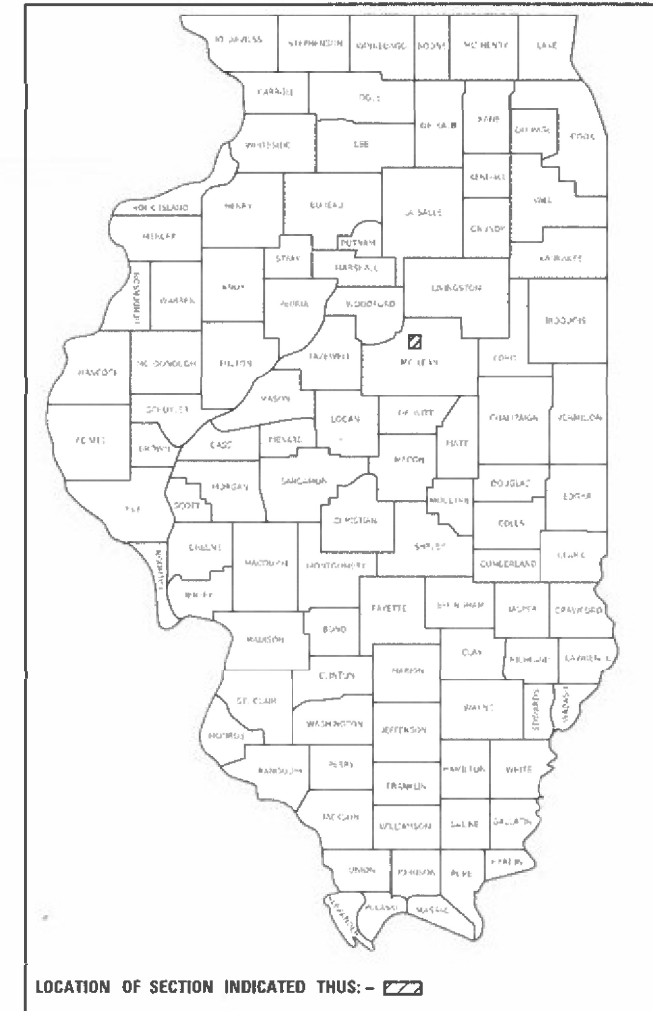 STEPHENSON WINNEBAGO BOONE MC HENRY LAKE
CARROLL OGLE
DE KALB KANE
DU PAGE COOK
WHITESIDE LEE
KENDALL
WILL
ROCK ISLAND HENRY BUREAU LA SALLE
GRUNDY
MERCER PUTNAM
STARK MARSHALL KANKAKEE
HENDERSON WARREN KNOX PEORIA WOODFORD LIVINGSTON
IROQUOIS
HANCOCK MC DONOUGH FULTON TAZEWELL MC LEAN FORD
MASON
SCHUYLER LOGAN DE WITT CHAMPAIGN VERMILION
ADAMS BROWN CASS MENARD MACON PIATT
MORGAN SANGAMON DOUGLAS
PIKE SCOTT CHRISTIAN MOULTRIE COLES EDGAR
GREENE SHELBY CLARK
CALHOUN MACOUPIN MONTGOMERY CUMBERLAND
JERSEY FAYETTE EFFINGHAM JASPER CRAWFORD
MADISON BOND
CLAY RICHLAND LAWRENCE
CLINTON MARION
ST. CLAIR WAYNE EDWARDS WABASH
WASHINGTON JEFFERSON
MONROE
RANDOLPH PERRY HAMILTON WHITE
FRANKLIN
JACKSON WILLIAMSON SALINE GALLATIN
UNION JOHNSON POPE HARDIN
ALEXANDER PULASKI MASSAC
LOCATION OF SECTION INDICATED THUS: -